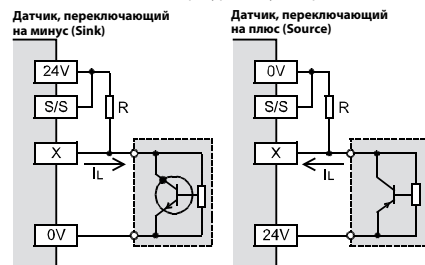 Датчик, переключающий
на минус (Sink)
24V
S/S
R
X
IL
0V
Датчик, переключающий
на плюс (Source)
0V
S/S
R
X
IL
24V